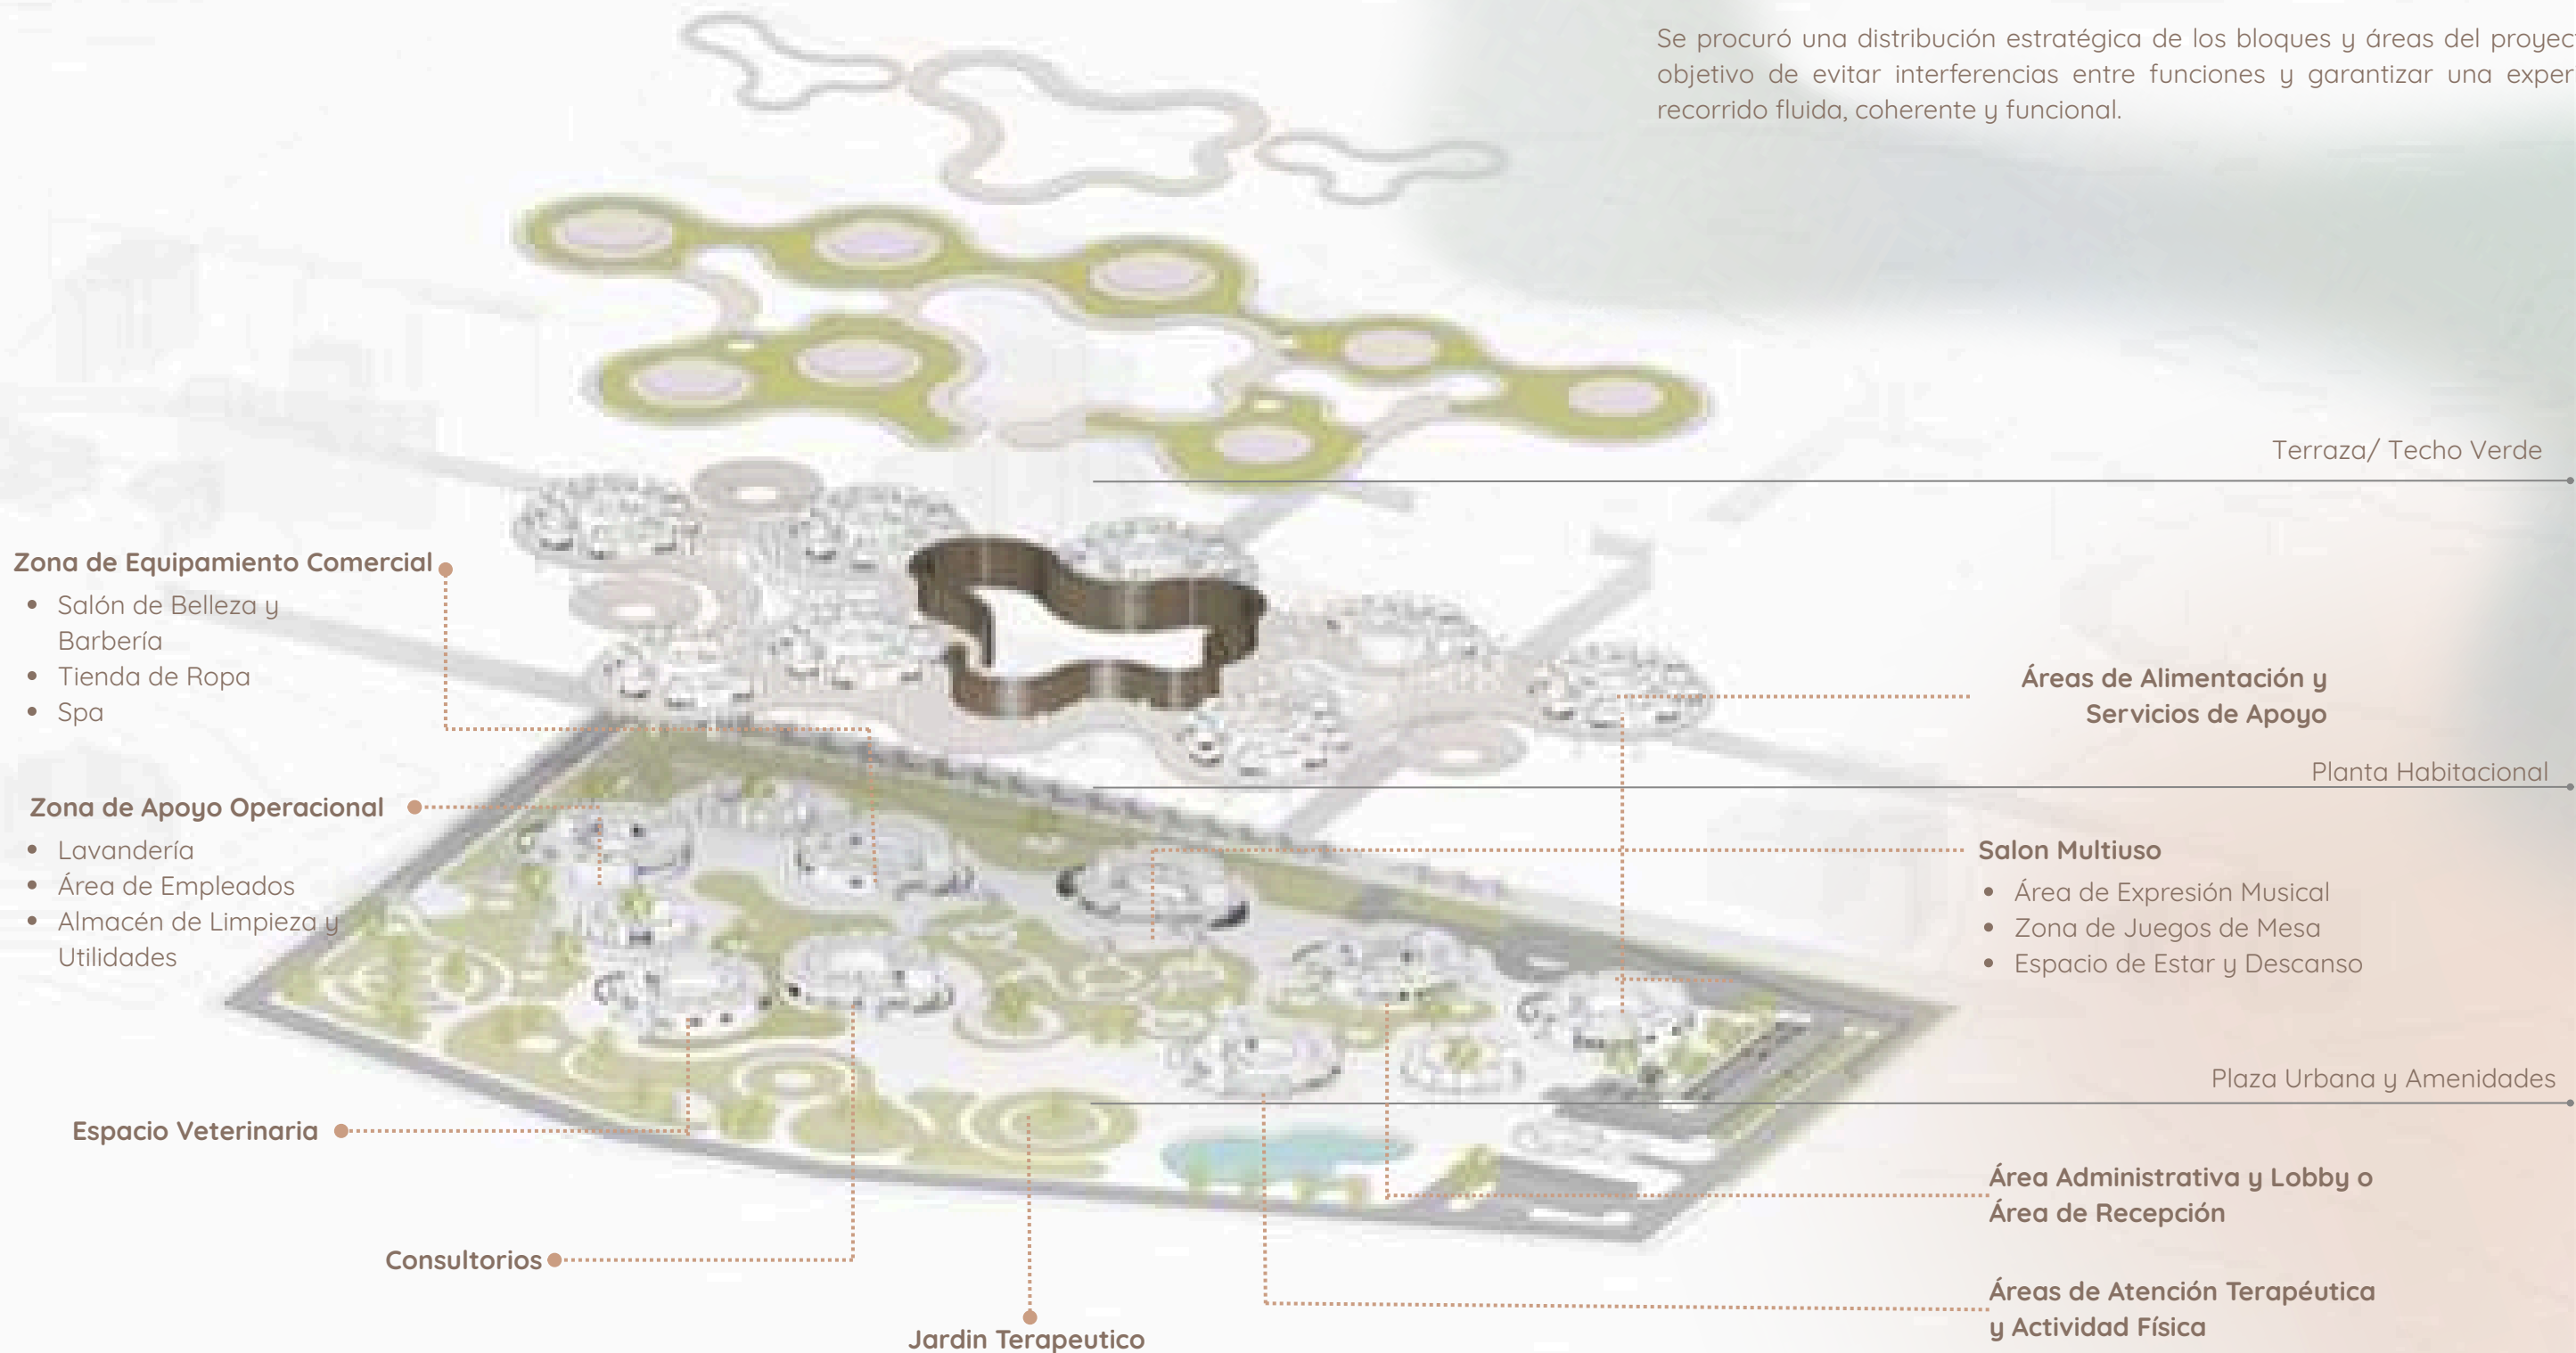 Se procuró una distribución estratégica de los bloques y áreas del
objetivo de evitar interferencias entre funciones y garantizar una
recorrido fluida, coherente y funcional.
Terraza/ Techo Verde
Zona de Equipamiento Comercial
• Salón de Belleza y
Barbería
• Tienda de Ropa
• Spa
Áreas de Alimentación y
Servicios de Apoyo
Planta Habitacional
Zona de Apoyo Operacional
• Lavandería
• Área de Empleados
• Almacén de Limpieza y
Utilidades
Salon Multiuso
• Área de Expresión Musical
• Zona de Juegos de Mesa
• Espacio de Estar y Descanso
Plaza Urbana y Amenidades
Espacio Veterinaria
Área Administrativa y Lobby o
Área de Recepción
Consultorios
Áreas de Atención Terapéutica
y Actividad Física
Jardin Terapeutico